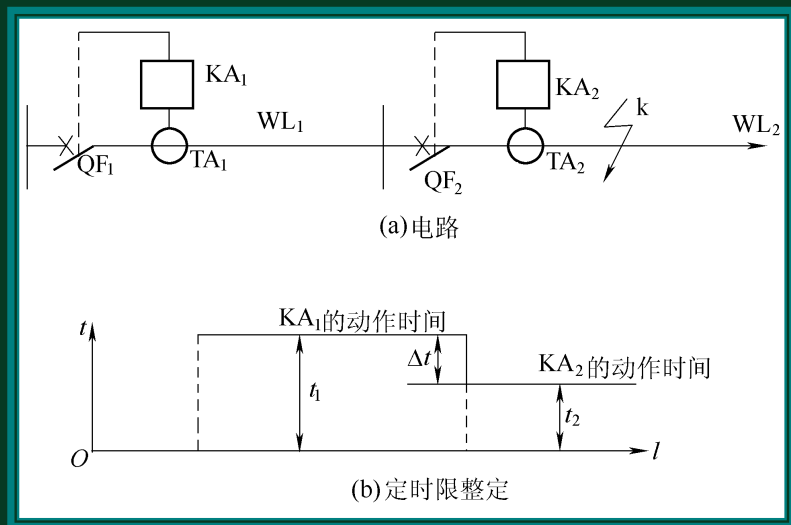 KA₁
KA₂
WL₁
k
WL₂
QF₁
TA₁
QF₂
TA₂
(a)电路
t
KA₁的动作时间
Δt
KA₂的动作时间
t₁
t₂
O
l
(b)定时限整定